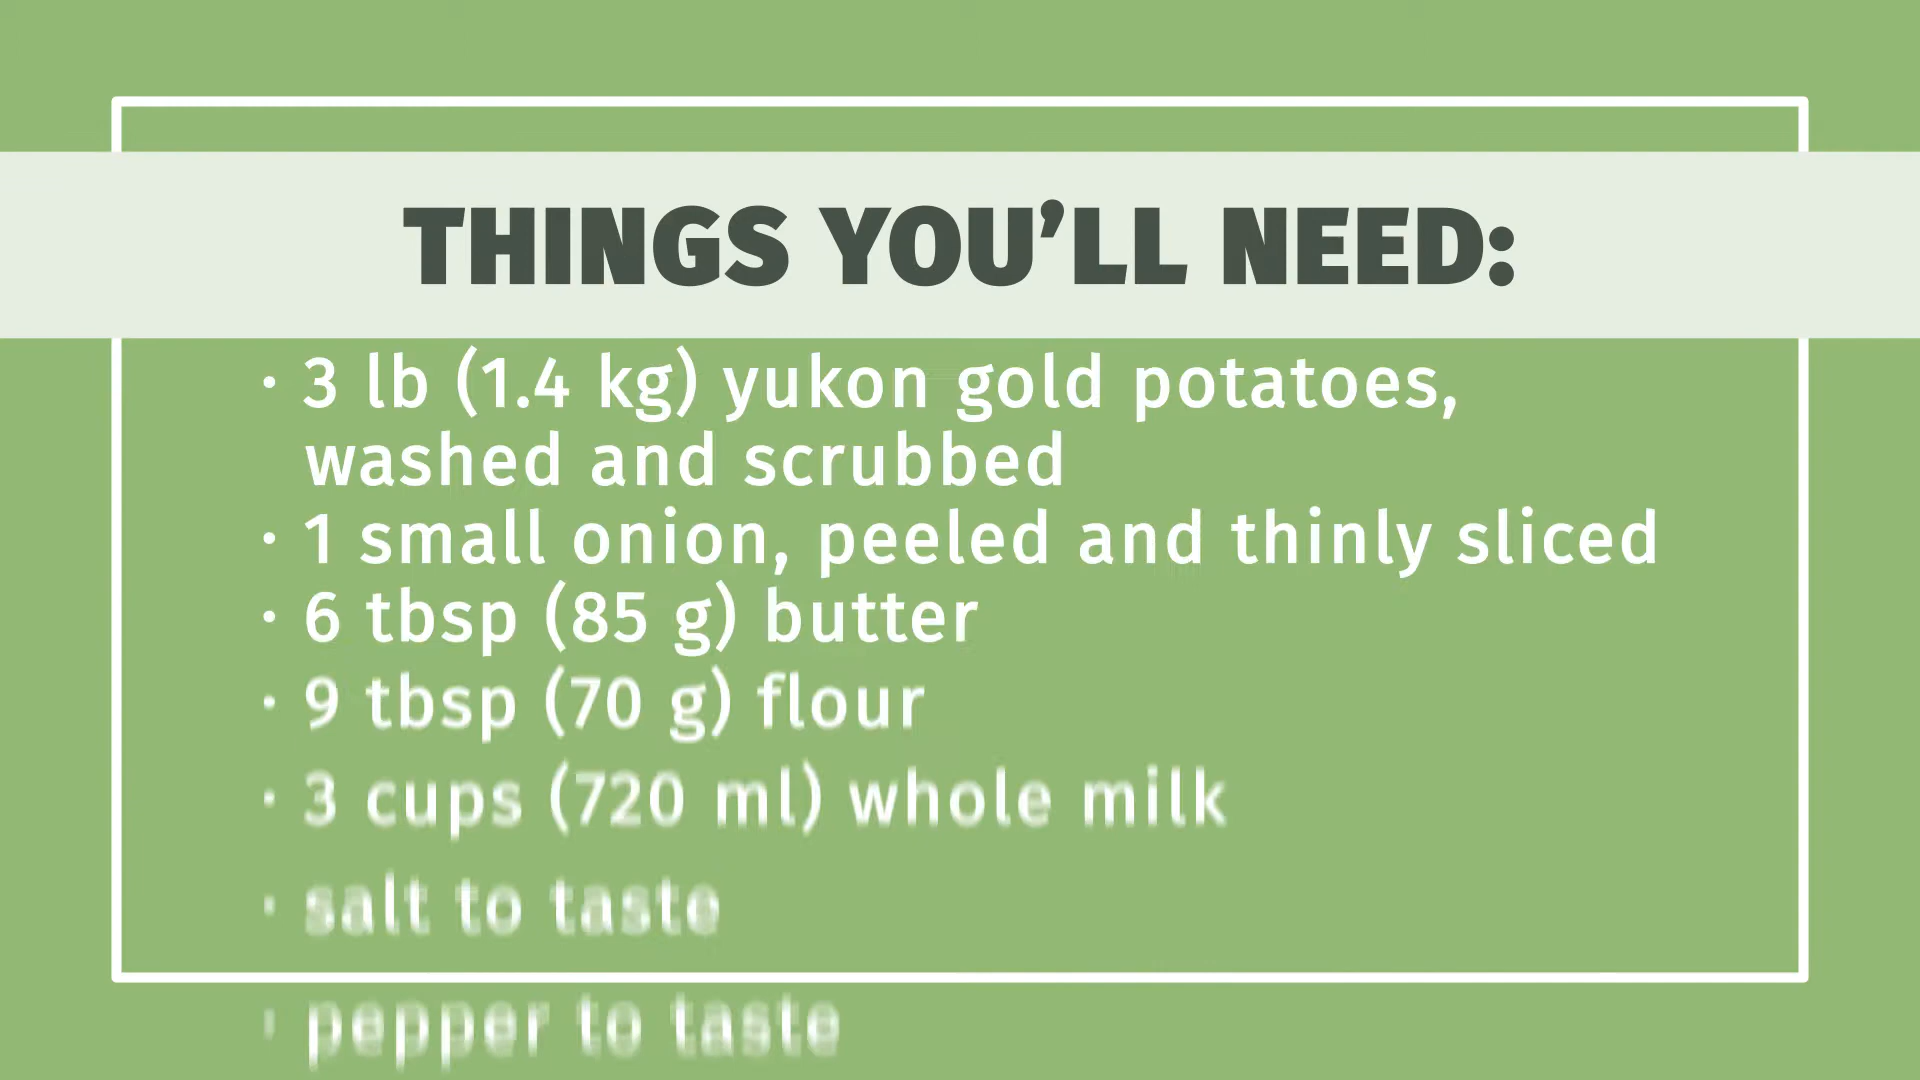 THINGS YOU’LL NEED:
· 3 lb (1.4 kg) yukon gold potatoes,
washed and scrubbed
· 1 small onion, peeled and thinly sliced
· 6 tbsp (85 g) butter
· 9 tbsp (70 g) flour
· 3 cups (720 ml) whole milk
· salt to taste
· pepper to taste